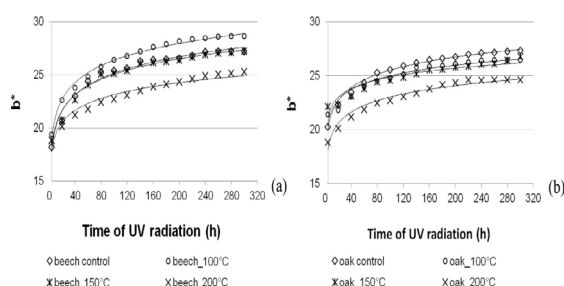 30
25
20
15
b*
0 40 80 120 160 200 240 280 320
(a)
Time of UV radiation (h)
beech control
beech_100°C
beech_150°C
beech_200°C
30
25
20
15
b*
0 40 80 120 160 200 240 280 320
(b)
Time of UV radiation (h)
oak control
oak_100°C
oak_150°C
oak_200°C